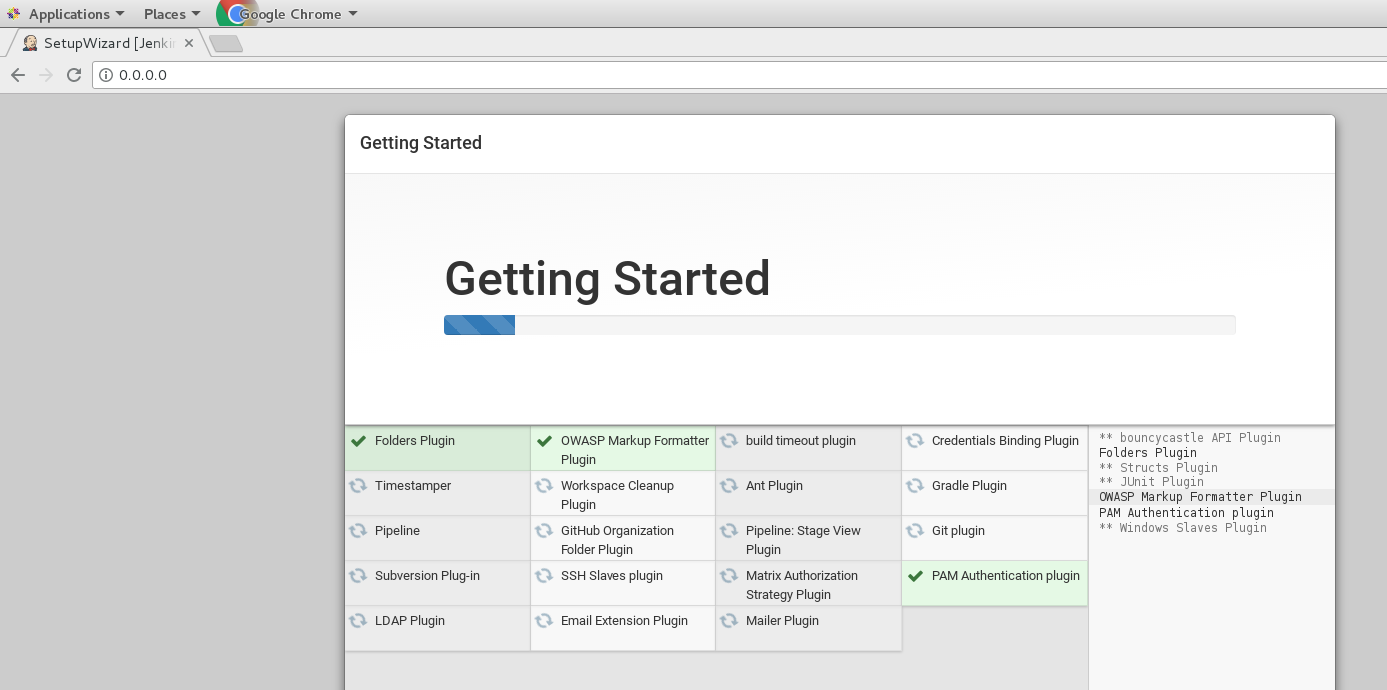 Applications Places Google Chrome
SetupWizard [Jenki
0.0.0.0
Getting Started
Getting Started
Folders Plugin
OWASP Markup Formatter
Plugin
build timeout plugin
Credentials Binding Plugin
Timestamper
Workspace Cleanup
Plugin
Ant Plugin
Gradle Plugin
Pipeline
GitHub Organization
Folder Plugin
Pipeline: Stage View
Plugin
Git plugin
Subversion Plug-in
SSH Slaves plugin
Matrix Authorization
Strategy Plugin
PAM Authentication plugin
LDAP Plugin
Email Extension Plugin
Mailer Plugin
** bouncycastle API Plugin
Folders Plugin
** Structs Plugin
** JUnit Plugin
OWASP Markup Formatter Plugin
PAM Authentication plugin
** Windows Slaves Plugin